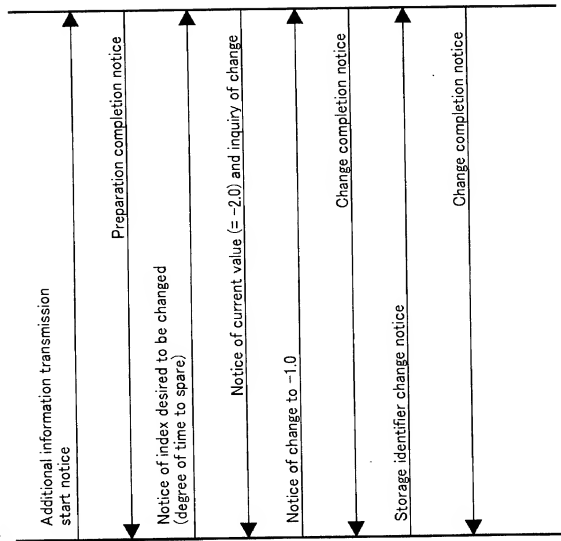 Additional information transmission
start notice
Preparation completion notice
Notice of index desired to be changed
(degree of time to spare)
Notice of current value (= -2.0) and inquiry of change
Notice of change to -1.0
Change completion notice
Storage identifier change notice
Change completion notice